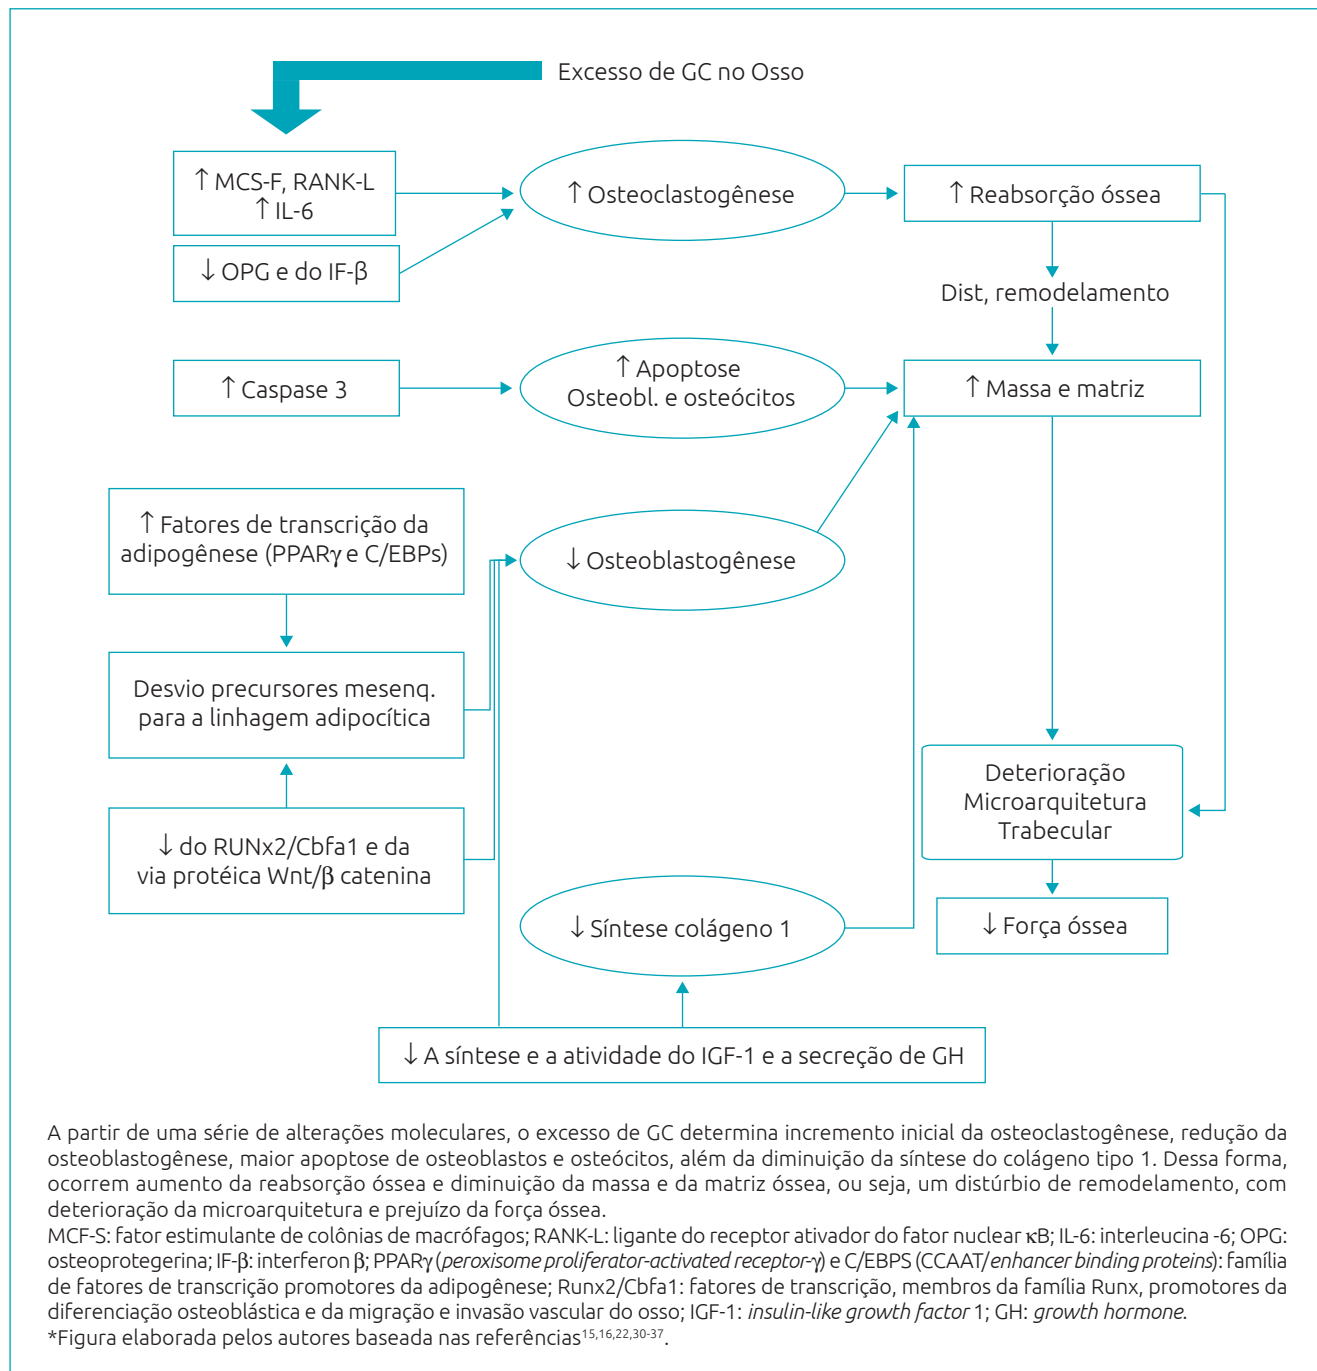 Excesso de GC no Osso
↑ MCS-F, RANK-L
↑ IL-6
↑ Osteoclastogênese
↑ Reabsorção óssea
↓ OPG e do IF-β
Dist, remodelamento
↑ Caspase 3
↑ Apoptose
Osteobl. e osteócitos
↑ Massa e matriz
↑ Fatores de transcrição da
adipogênese (PPARγ e C/EBPs)
↓ Osteoblastogênese
Desvio precursores mesenq.
para a linhagem adipocítica
Deterioração
Microarquitetura
Trabecular
↓ do RUNx2/Cbfa1 e da
via protéica Wnt/β catenina
↓ Síntese colágeno 1
↓ Força óssea
↓ A síntese e a atividade do IGF-1 e a secreção de GH
A partir de uma série de alterações moleculares, o excesso de GC determina incremento inicial da osteoclastogênese, redução da
osteoblastogênese, maior apoptose de osteoblastos e osteócitos, além da diminuição da síntese do colágeno tipo 1. Dessa forma,
ocorrem aumento da reabsorção óssea e diminuição da massa e da matriz óssea, ou seja, um distúrbio de remodelamento, com
deterioração da microarquitetura e prejuízo da força óssea.
MCF-S: fator estimulante de colônias de macrófagos; RANK-L: ligante do receptor ativador do fator nuclear κB; IL-6: interleucina -6; OPG:
osteoprotegerina; IF-β: interferon β; PPARγ (peroxisome proliferator-activated receptor-γ) e C/EBPS (CCAAT/enhancer binding proteins): família
de fatores de transcrição promotores da adipogênese; Runx2/Cbfa1: fatores de transcrição, membros da família Runx, promotores da
diferenciação osteoblástica e da migração e invasão vascular do osso; IGF-1: insulin-like growth factor 1; GH: growth hormone.
*Figura elaborada pelos autores baseada nas referências15,16,22,30-37.